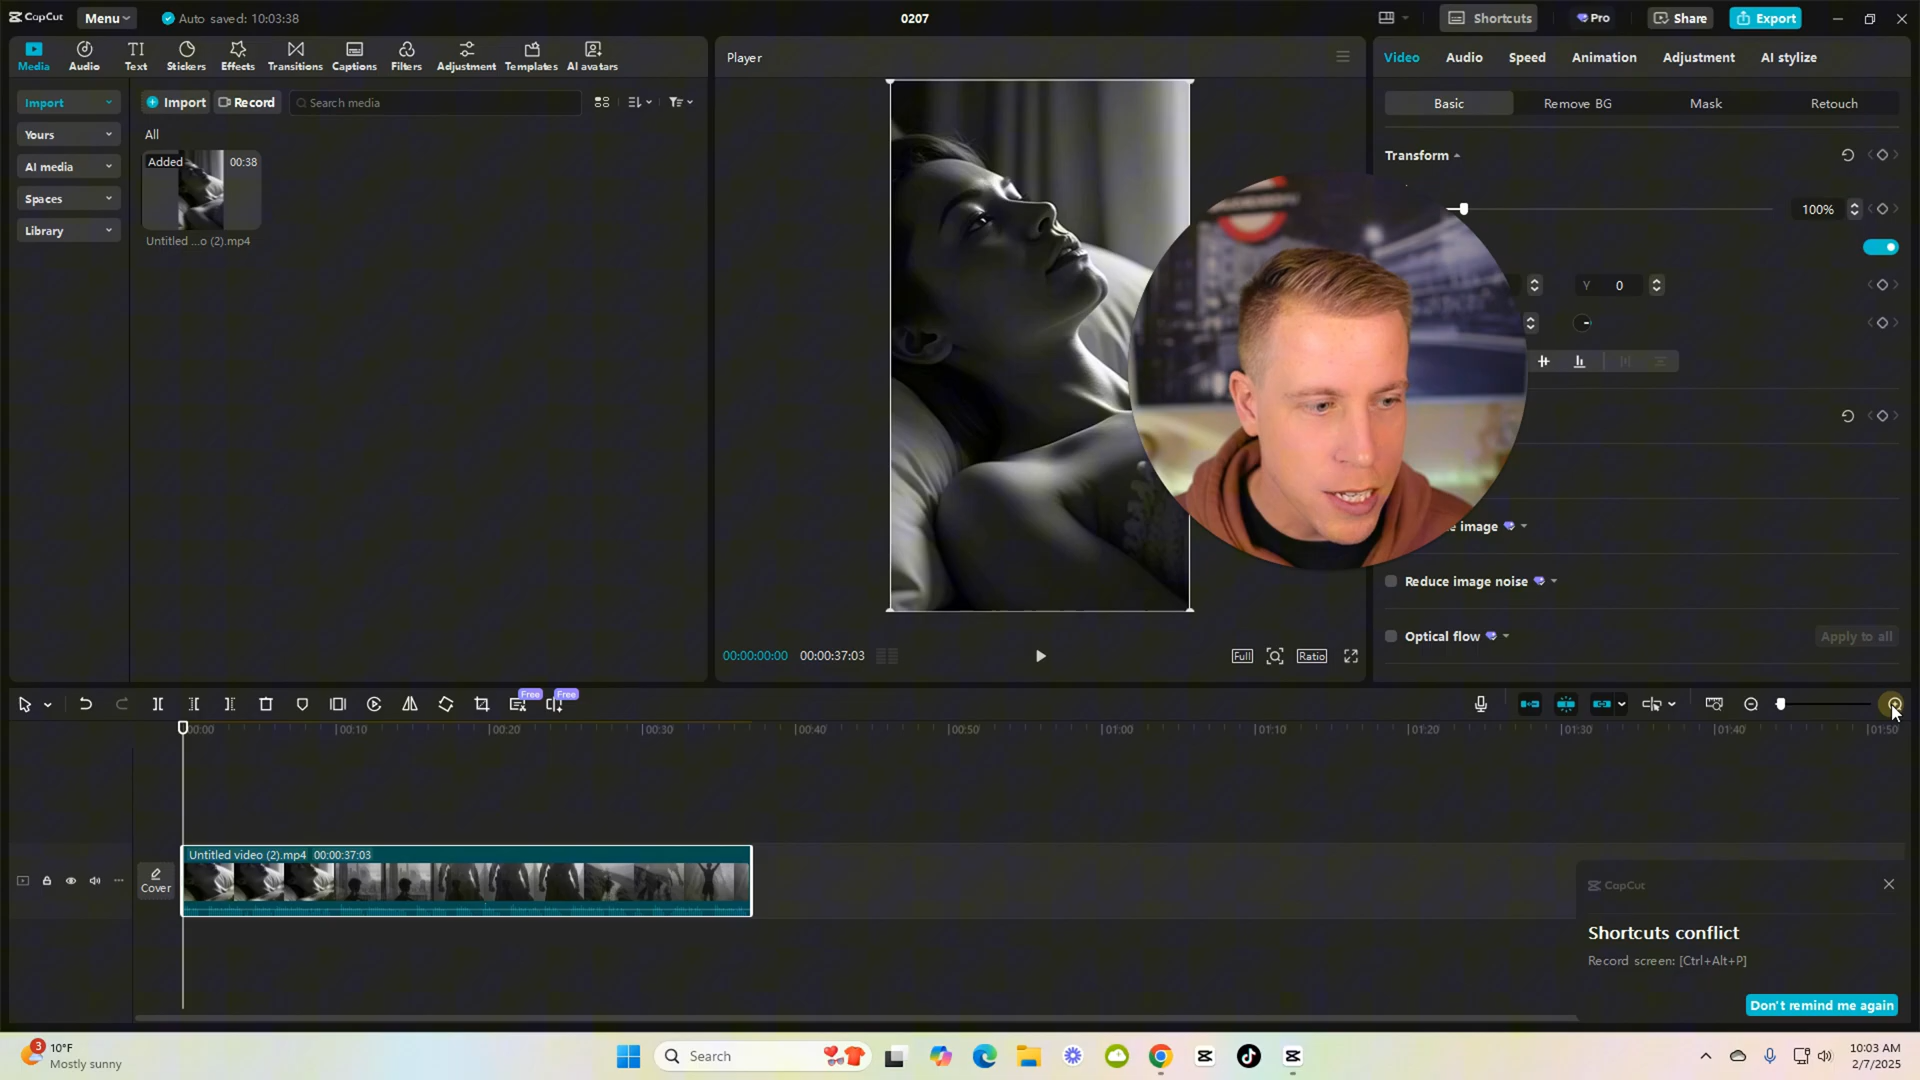 CapCut Menu Auto saved: 10:03:38 0207 Shortcuts Pro Share Export
Media Audio Text Stickers Effects Transitions Captions Filters Adjustment Templates AI avatars
Player
Video Audio Speed Animation Adjustment AI stylize
Import
Yours
AI media
Spaces
Library
Import Record Search media
All
Added 00:38
Untitled ...o (2).mp4
Basic Remove BG Mask Retouch
Transform
100%
Y 0
e image
Reduce image noise
Optical flow Apply to all
00:00:00:00 00:00:37:03 Full Ratio
Free Free
00:00 00:10 00:20 00:30 00:40 00:50 01:00 01:10 01:20 01:30 01:40 01:50
Cover
Untitled video (2).mp4 00:00:37:03
CapCut
Shortcuts conflict
Record screen: [Ctrl+Alt+P]
Don't remind me again
3
10°F
Mostly sunny
Search
10:03 AM
2/7/2025